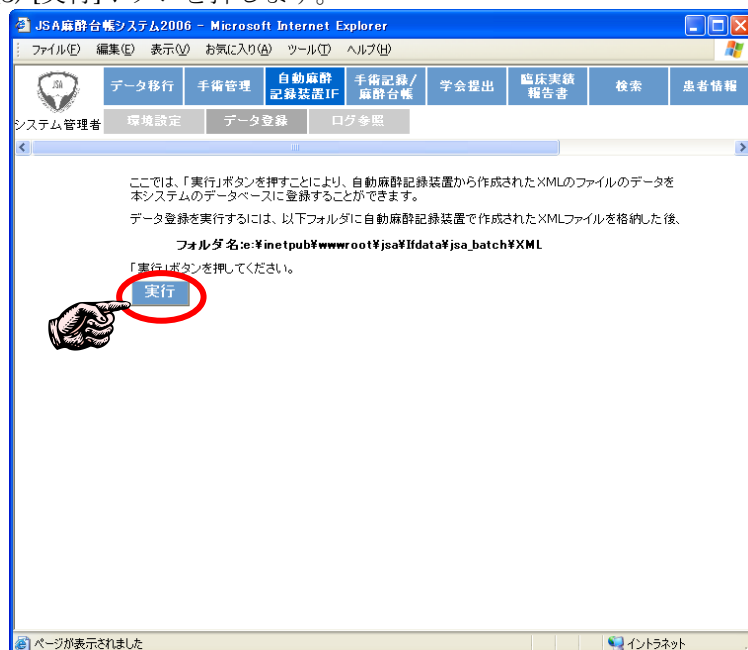 [実行]ボタンを押します。
JSA麻酔台帳システム2006 - Microsoft Internet Explorer
ファイル(F) 編集(E) 表示(V) お気に入り(A) ツール(T) ヘルプ(H)
JSA
データ移行
手術管理
自動麻酔
記録装置IF
手術記録/
麻酔台帳
学会提出
臨床実績
報告書
検索
患者情報
システム管理者
環境設定
データ登録
ログ参照
ここでは、「実行」ボタンを押すことにより、自動麻酔記録装置から作成されたXMLのファイルのデータを
本システムのデータベースに登録することができます。
データ登録を実行するには、以下フォルダに自動麻酔記録装置で作成されたXMLファイルを格納した後、
フォルダ名:e:¥inetpub¥wwwroot¥jsa¥Ifdata¥jsa_batch¥XML
「実行」ボタンを押してください。
実行
ページが表示されました
イントラネット